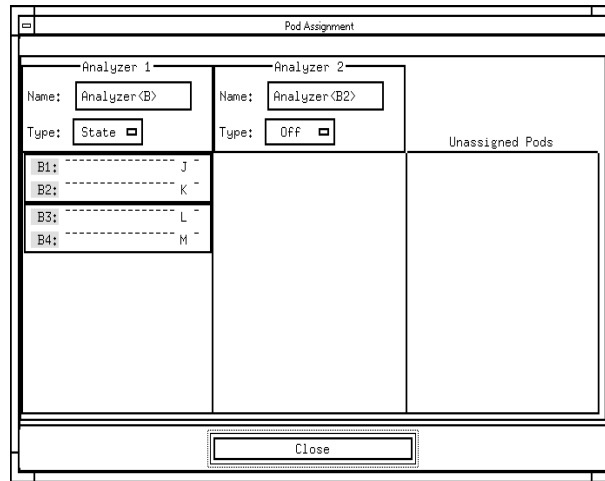 Pod Assignment
Analyzer 1
Name: Analyzer<B>
Type: State
Analyzer 2
Name: Analyzer<B2>
Type: Off
Unassigned Pods
B1: ---------------- J -
B2: ---------------- K -
B3: ---------------- L -
B4: ---------------- M -
Close